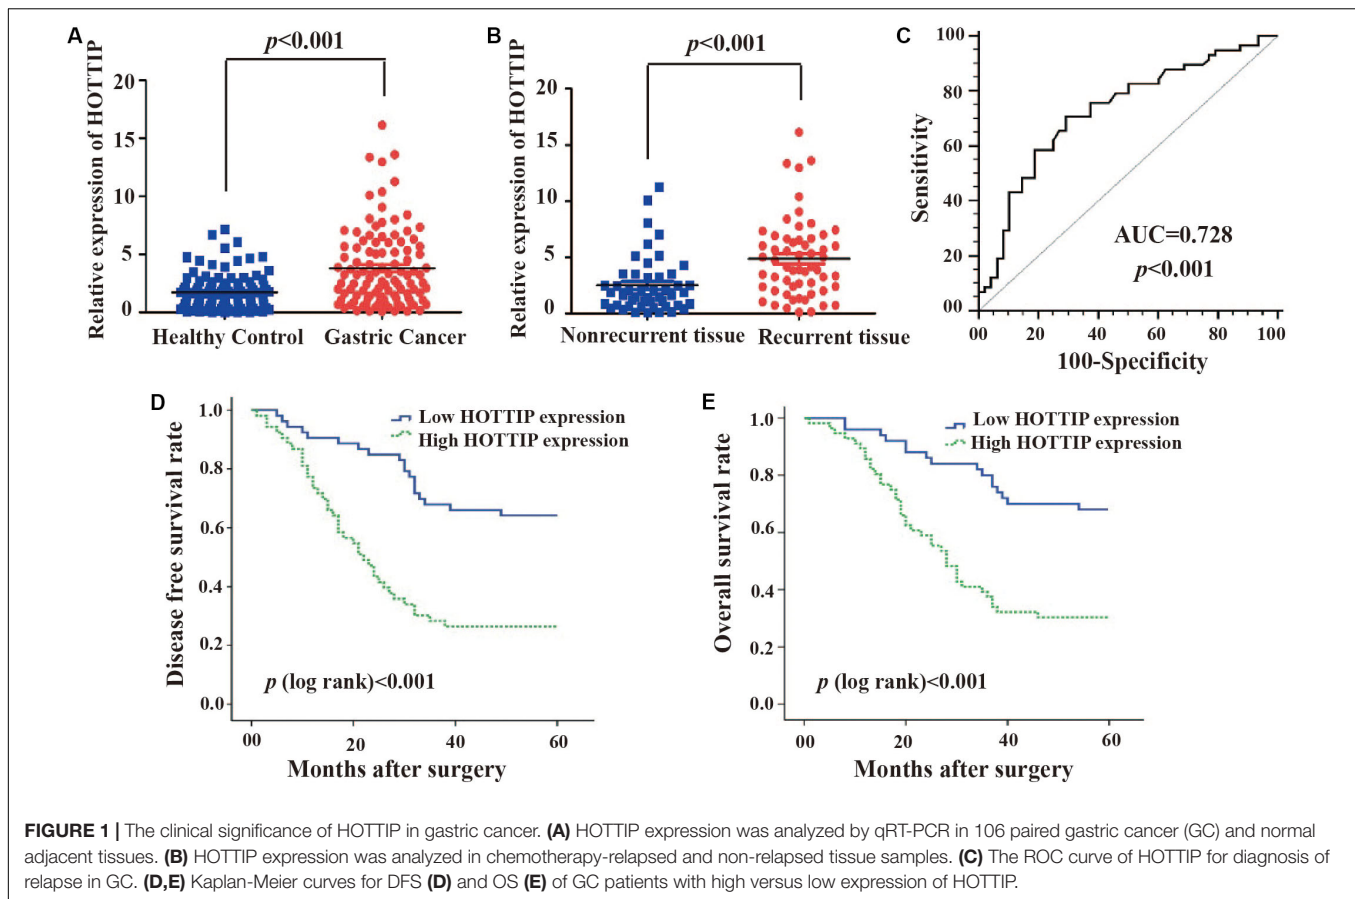 A
p<0.001
Relative expression of HOTTIP
20
15
10
5
0
Healthy Control
Gastric Cancer
B
p<0.001
Relative expression of HOTTIP
20
15
10
5
0
Nonrecurrent tissue
Recurrent tissue
C
Sensitivity
100
80
60
40
20
00
AUC=0.728
p<0.001
00
20
40
60
80
100
100-Specificity
D
Disease free survival rate
1.0
0.8
0.6
0.4
0.2
0.0
Low HOTTIP expression
High HOTTIP expression
p (log rank)<0.001
00
20
40
60
Months after surgery
E
Overall survival rate
1.0
0.8
0.6
0.4
0.2
0.0
Low HOTTIP expression
High HOTTIP expression
p (log rank)<0.001
00
20
40
60
Months after surgery
FIGURE 1 | The clinical significance of HOTTIP in gastric cancer. (A) HOTTIP expression was analyzed by qRT-PCR in 106 paired gastric cancer (GC) and normal
adjacent tissues. (B) HOTTIP expression was analyzed in chemotherapy-relapsed and non-relapsed tissue samples. (C) The ROC curve of HOTTIP for diagnosis of
relapse in GC. (D,E) Kaplan-Meier curves for DFS (D) and OS (E) of GC patients with high versus low expression of HOTTIP.